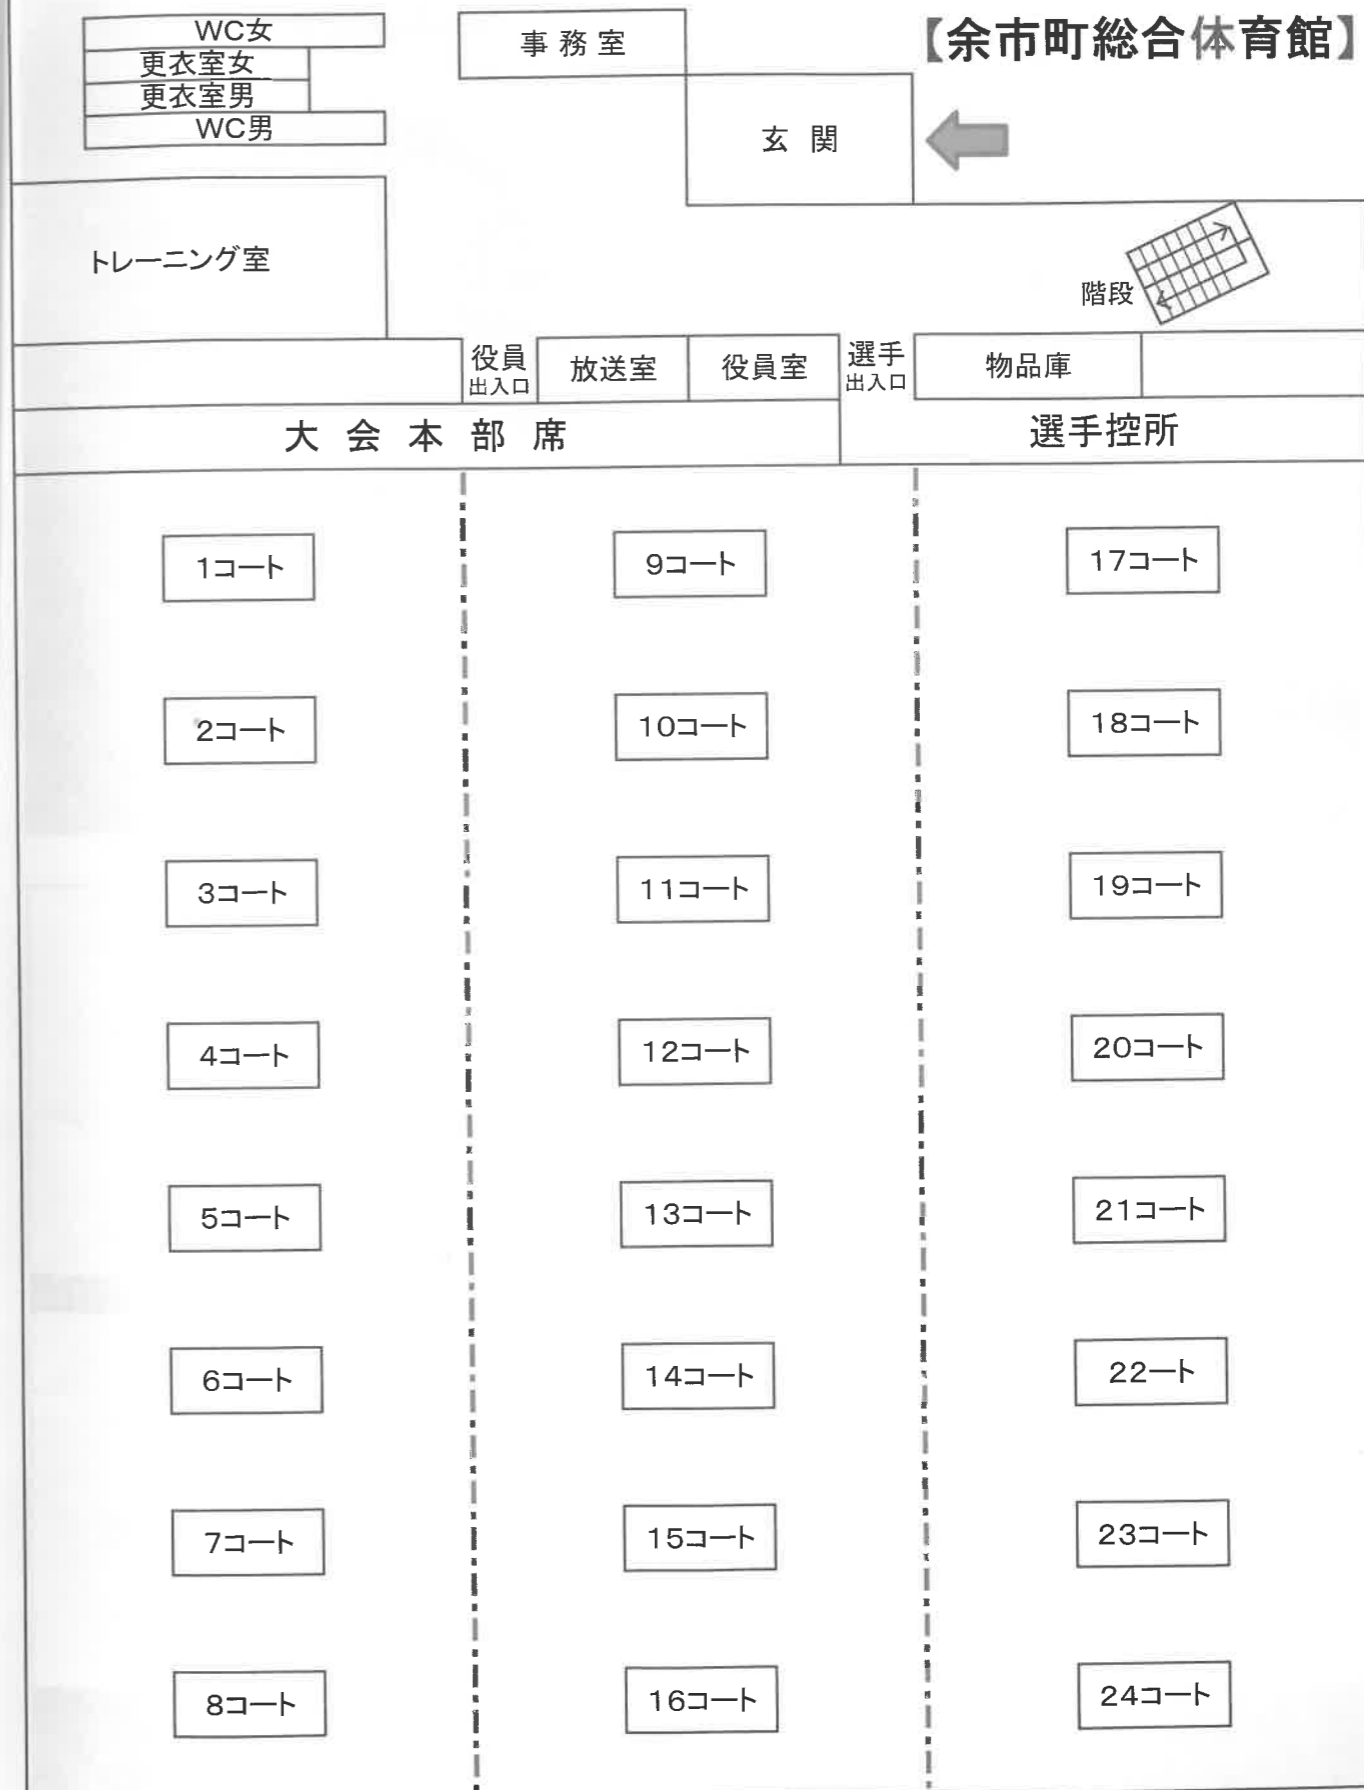 【余市町総合体育館】
WC女
更衣室女
更衣室男
WC男
事務室
玄関
トレーニング室
階段
役員
出入口
放送室
役員室
選手
出入口
物品庫
大会本部席
選手控所
1コート
9コート
17コート
2コート
10コート
18コート
3コート
11コート
19コート
4コート
12コート
20コート
5コート
13コート
21コート
6コート
14コート
22ート
7コート
15コート
23コート
8コート
16コート
24コート